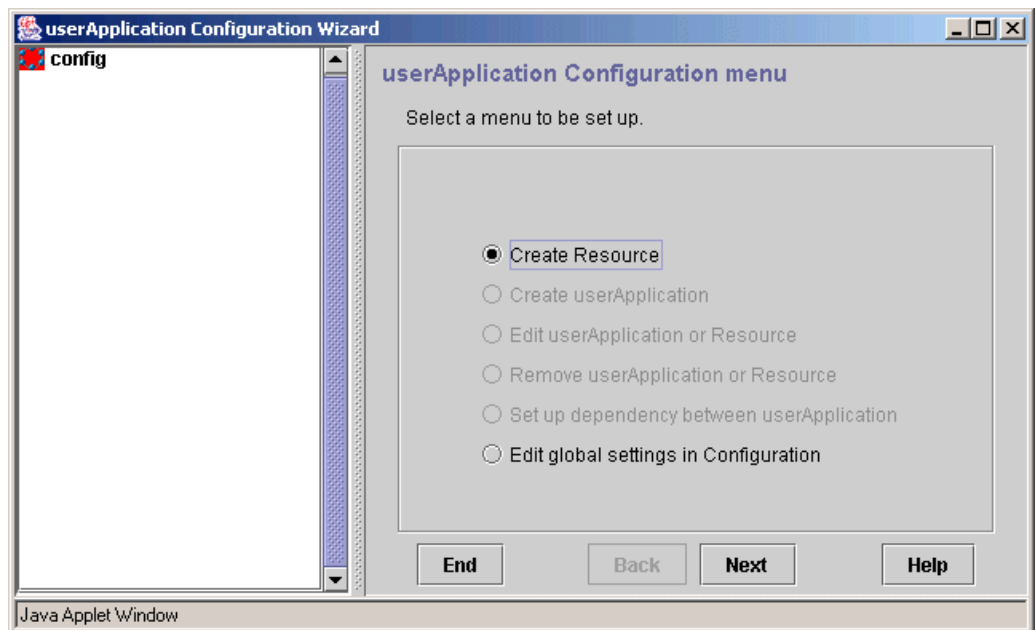 userApplication Configuration Wizard
config
userApplication Configuration menu
Select a menu to be set up.
Create Resource
Create userApplication
Edit userApplication or Resource
Remove userApplication or Resource
Set up dependency between userApplication
Edit global settings in Configuration
End Back Next Help
Java Applet Window